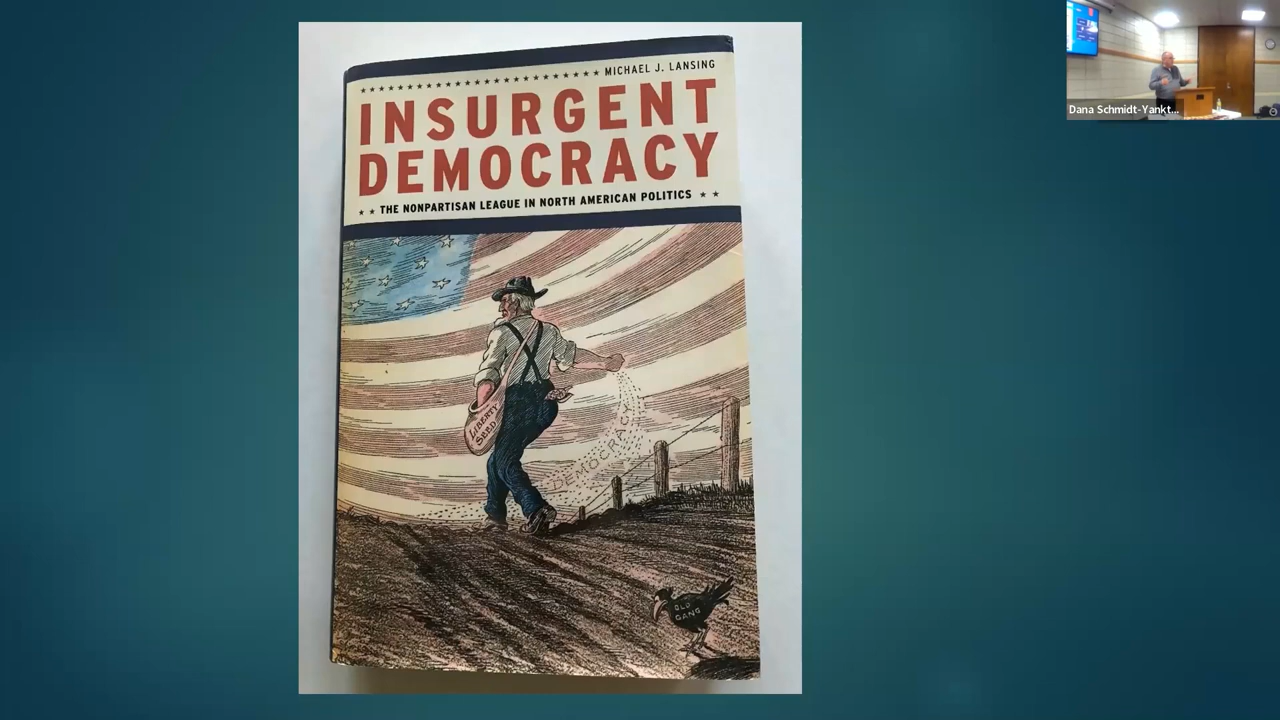 MICHAEL J. LANSING
INSURGENT
DEMOCRACY
THE NONPARTISAN LEAGUE IN NORTH AMERICAN POLITICS
LIBERTY
SEED
DEMOCRACY
OLD
GANG
Dana Schmidt-Yankt...